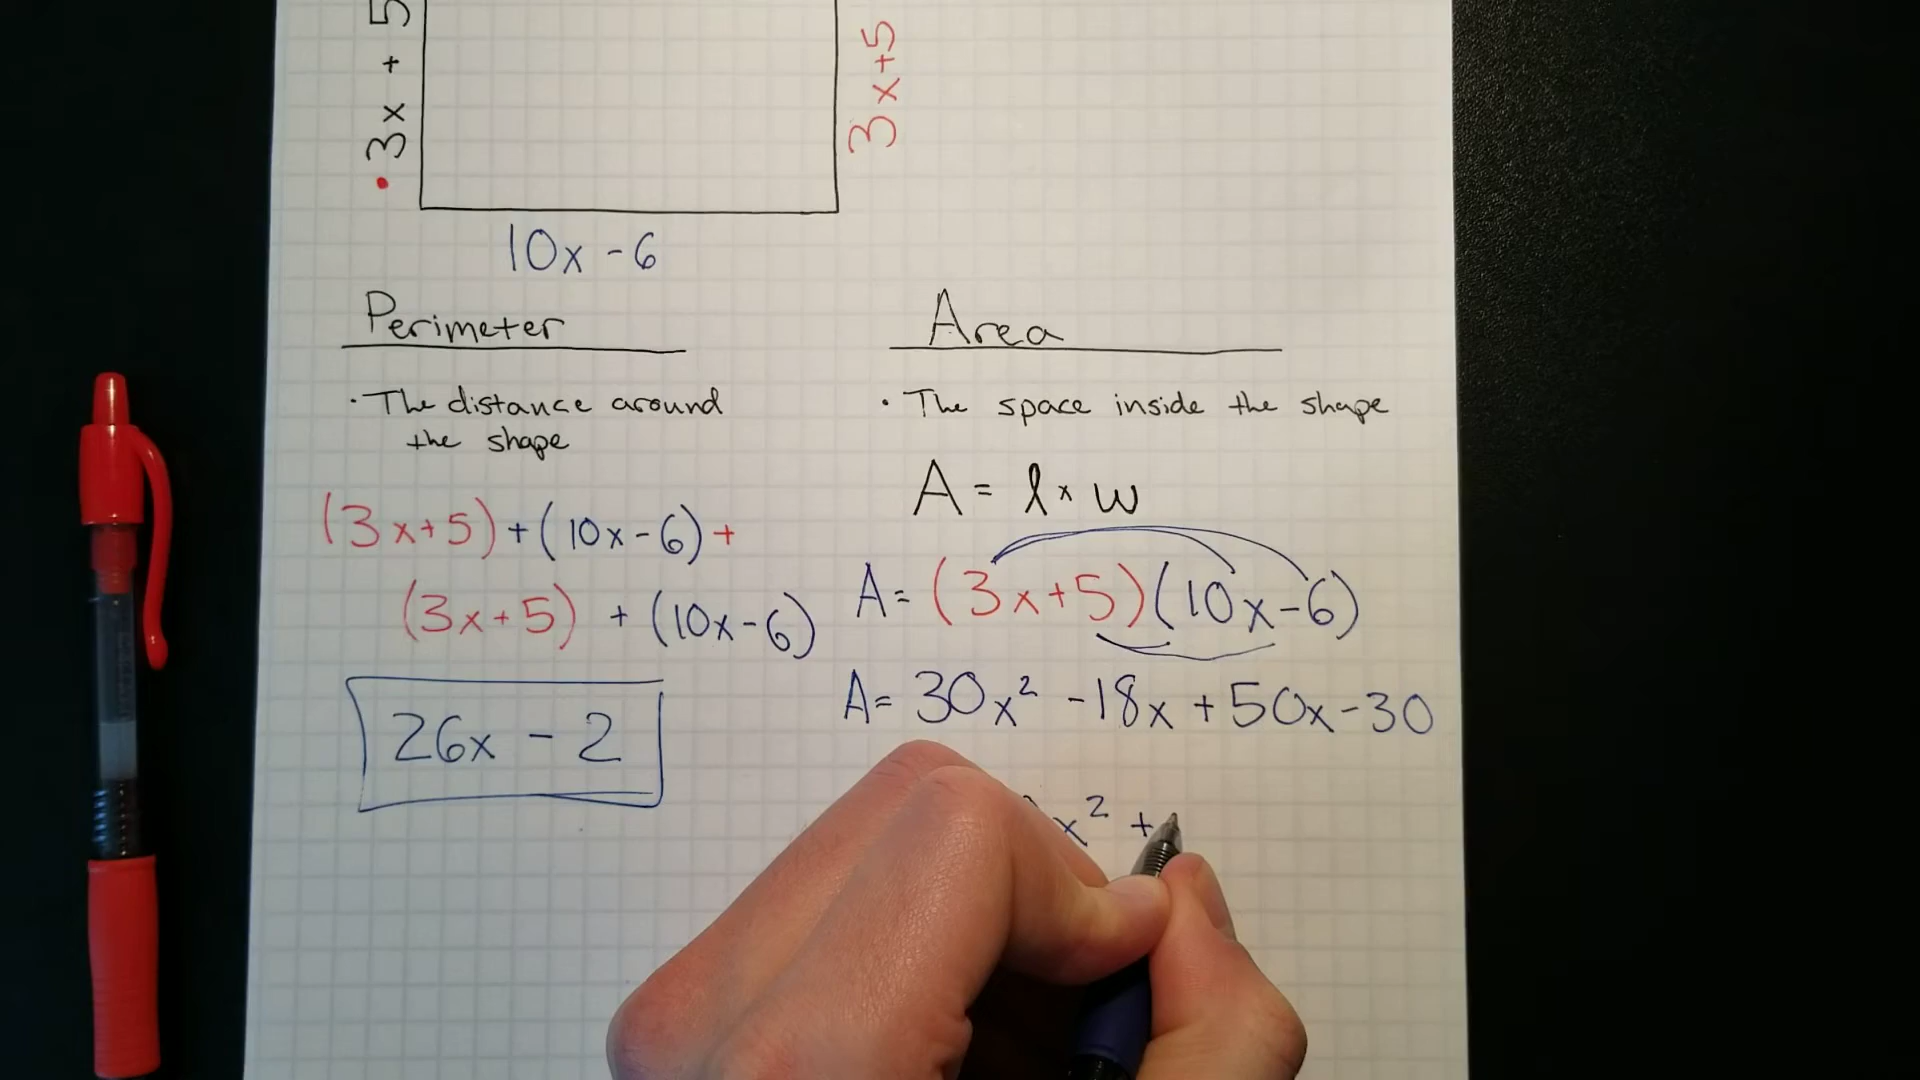 3x + 5
3x+5
10x - 6
Perimeter
• The distance around
the shape
(3x+5) + (10x-6) +
(3x+5) + (10x-6)
26x - 2
Area
• The space inside the shape
A = l × w
A = (3x+5)(10x-6)
A = 30x² -18x + 50x - 30
x² +